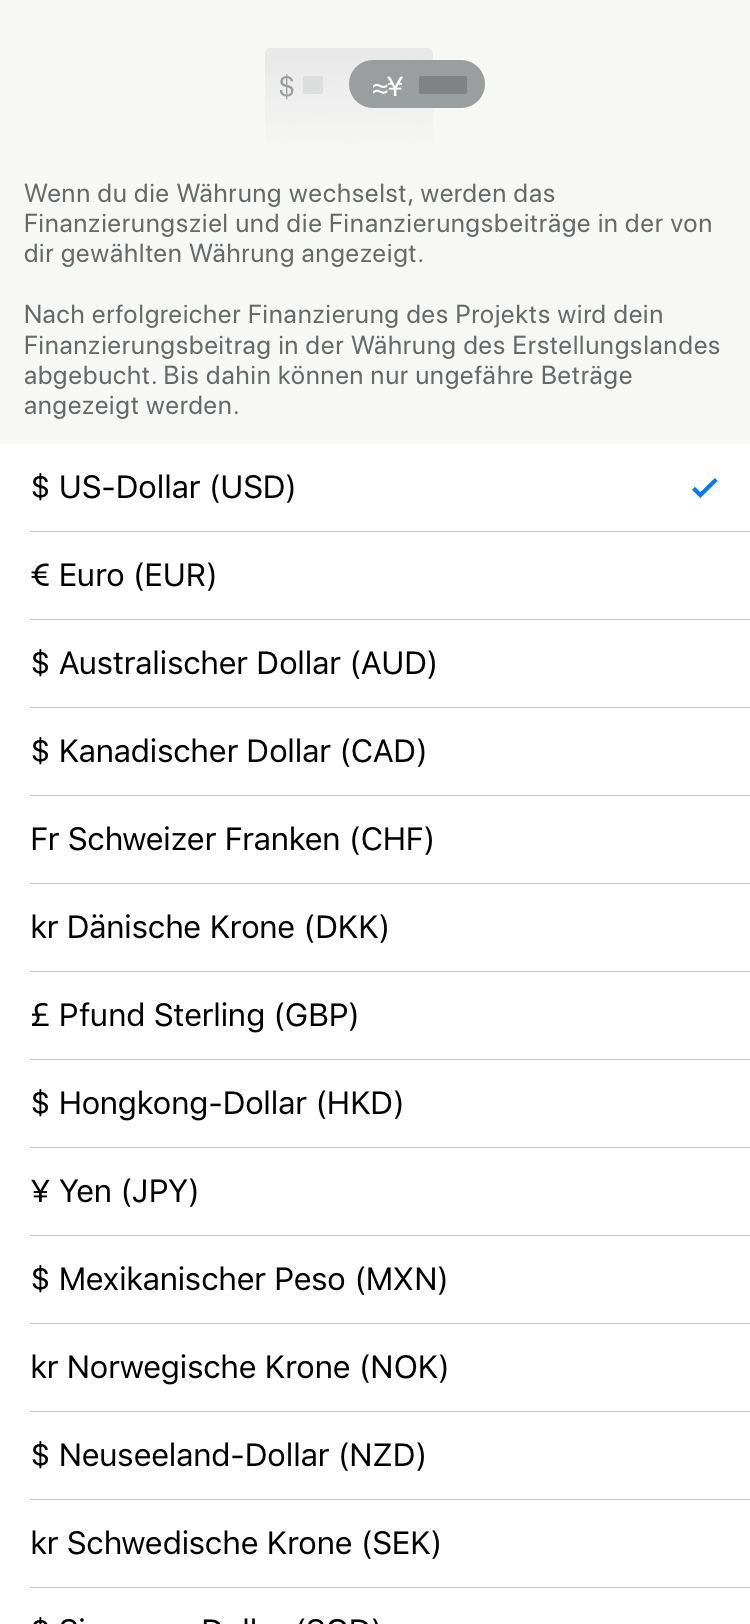 $ ≈¥
Wenn du die Währung wechselst, werden das
Finanzierungsziel und die Finanzierungsbeiträge in der von
dir gewählten Währung angezeigt.
Nach erfolgreicher Finanzierung des Projekts wird dein
Finanzierungsbeitrag in der Währung des Erstellungslandes
abgebucht. Bis dahin können nur ungefähre Beträge
angezeigt werden.
$ US-Dollar (USD)
€ Euro (EUR)
$ Australischer Dollar (AUD)
$ Kanadischer Dollar (CAD)
Fr Schweizer Franken (CHF)
kr Dänische Krone (DKK)
£ Pfund Sterling (GBP)
$ Hongkong-Dollar (HKD)
¥ Yen (JPY)
$ Mexikanischer Peso (MXN)
kr Norwegische Krone (NOK)
$ Neuseeland-Dollar (NZD)
kr Schwedische Krone (SEK)